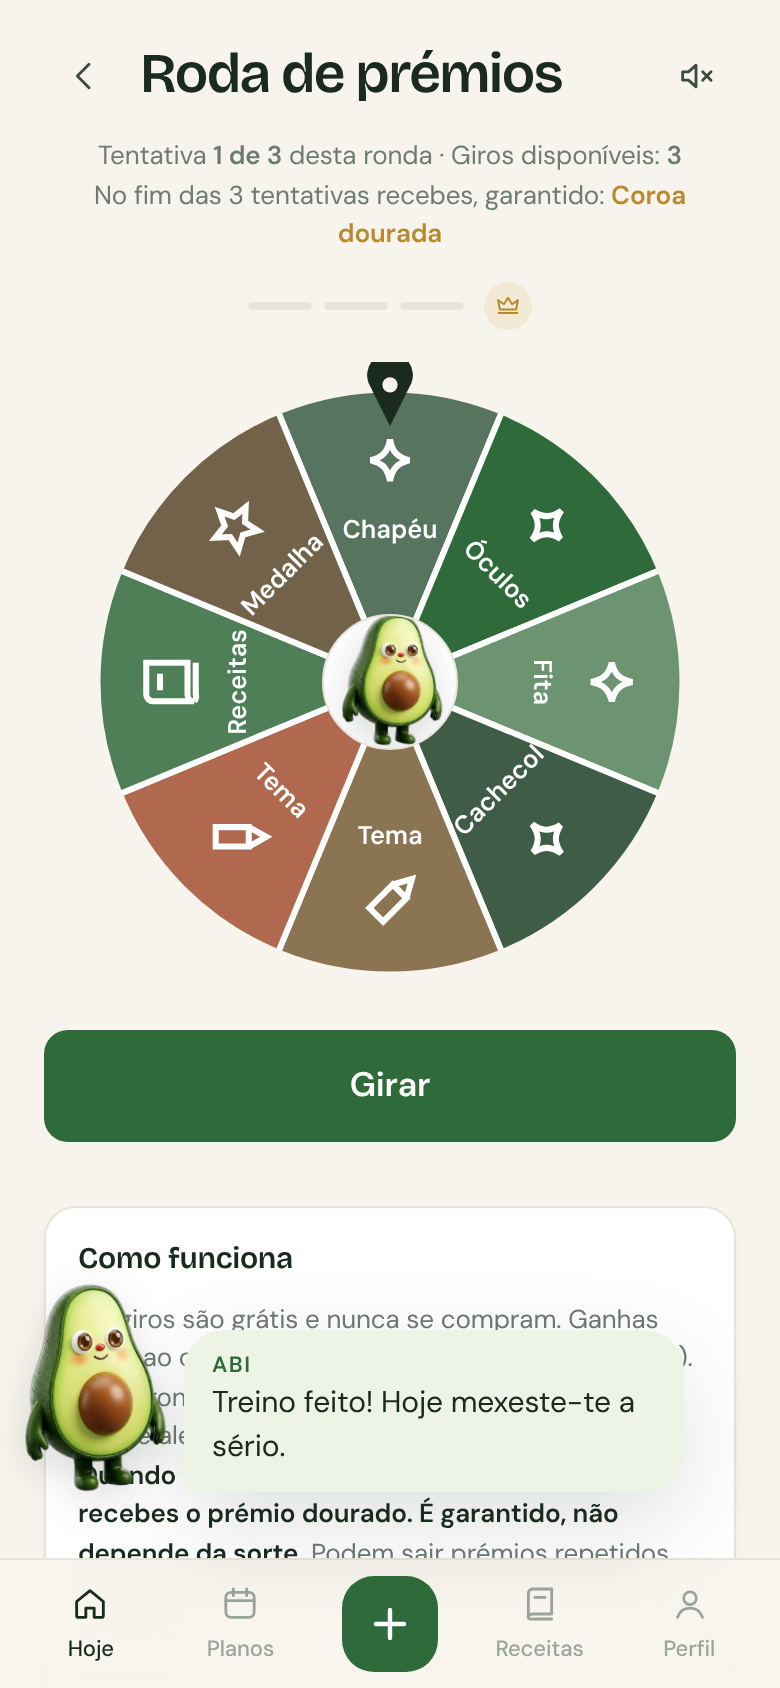 Roda de prémios
Tentativa 1 de 3 desta ronda · Giros disponíveis: 3
No fim das 3 tentativas recebes, garantido: Coroa
dourada
Chapéu
Óculos
Medalha
Receitas
Fita
Tema
Tema
Cachecol
Girar
Como funciona
giros são grátis e nunca se compram. Ganhas
ao
).
ABI
Treino feito! Hoje mexeste-te a
sério.
Quando
recebes o prémio dourado. É garantido, não
depende da sorte. Podem sair prémios repetidos
Hoje
Planos
Receitas
Perfil